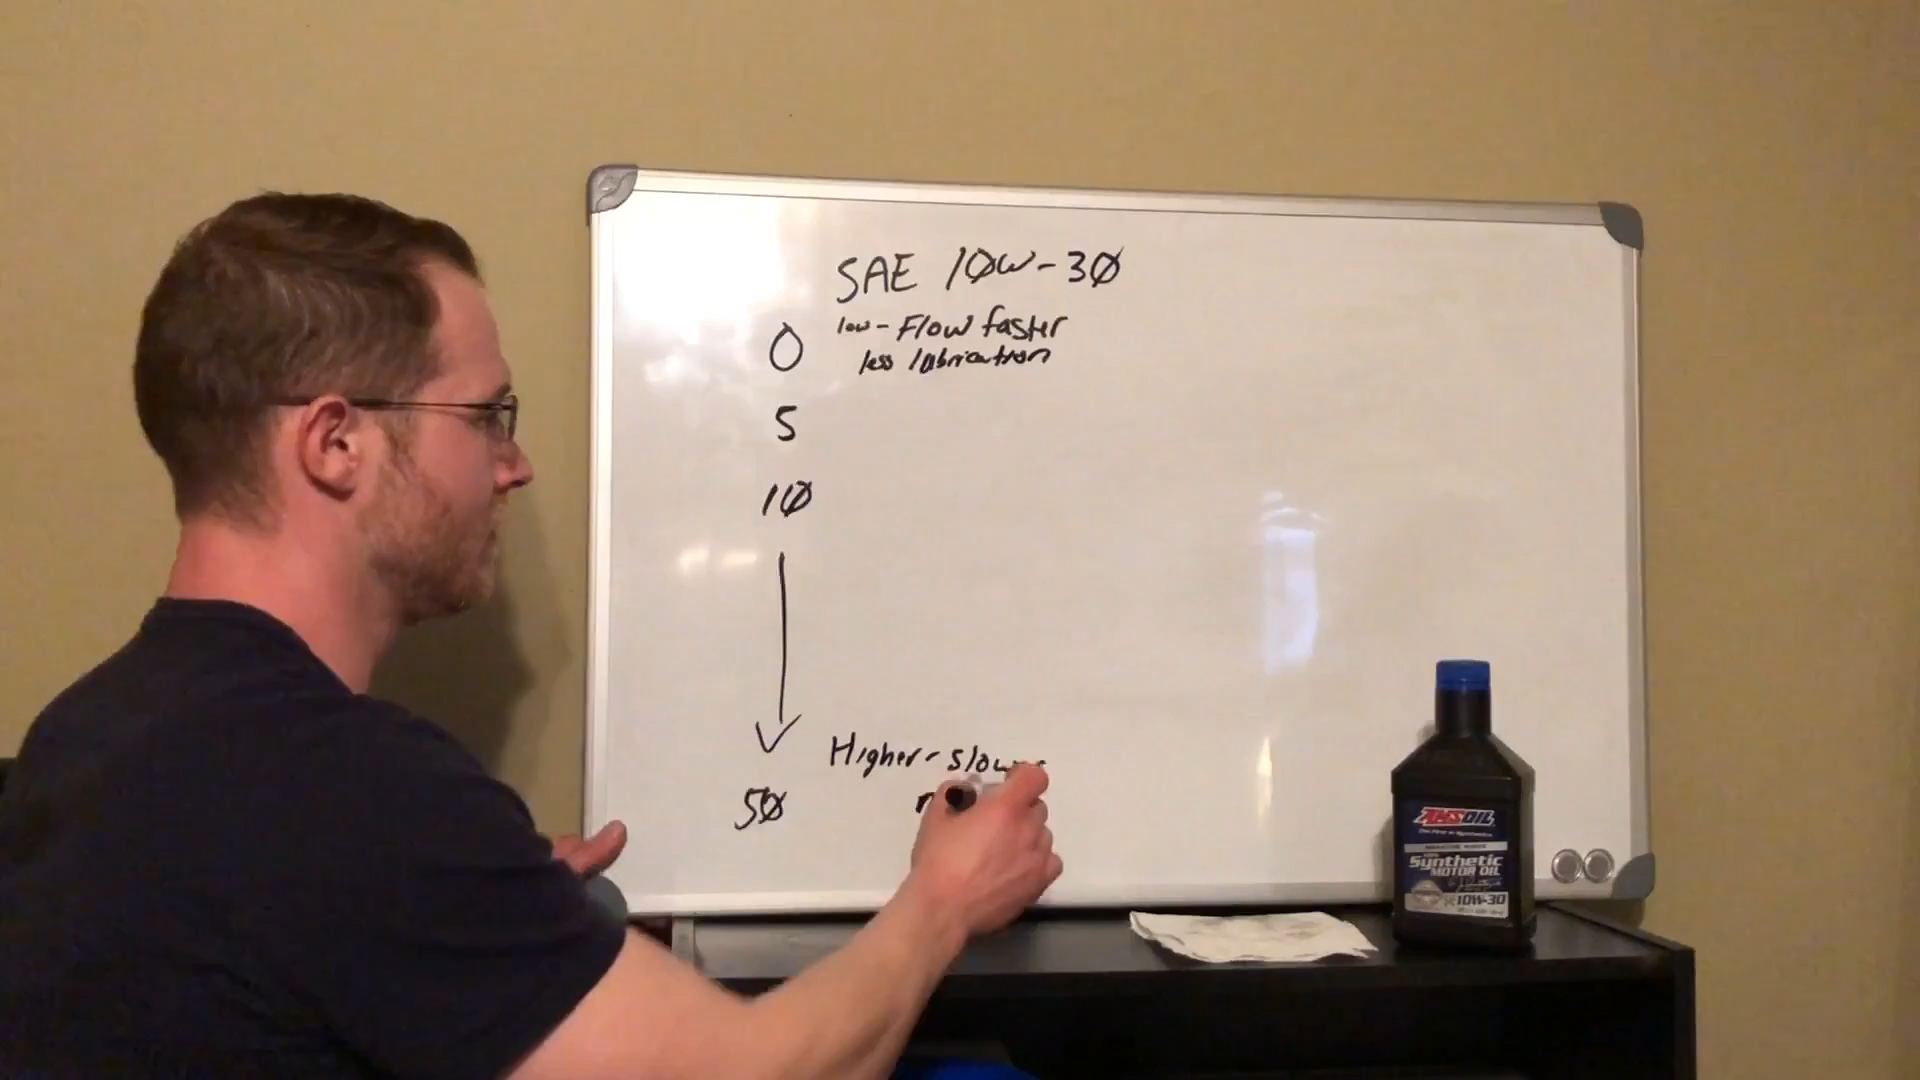 SAE 10W-30
0
low - Flow faster
less lubrication
5
10
Higher - slower
50
AMSOIL
Synthetic
MOTOR OIL
10W-30